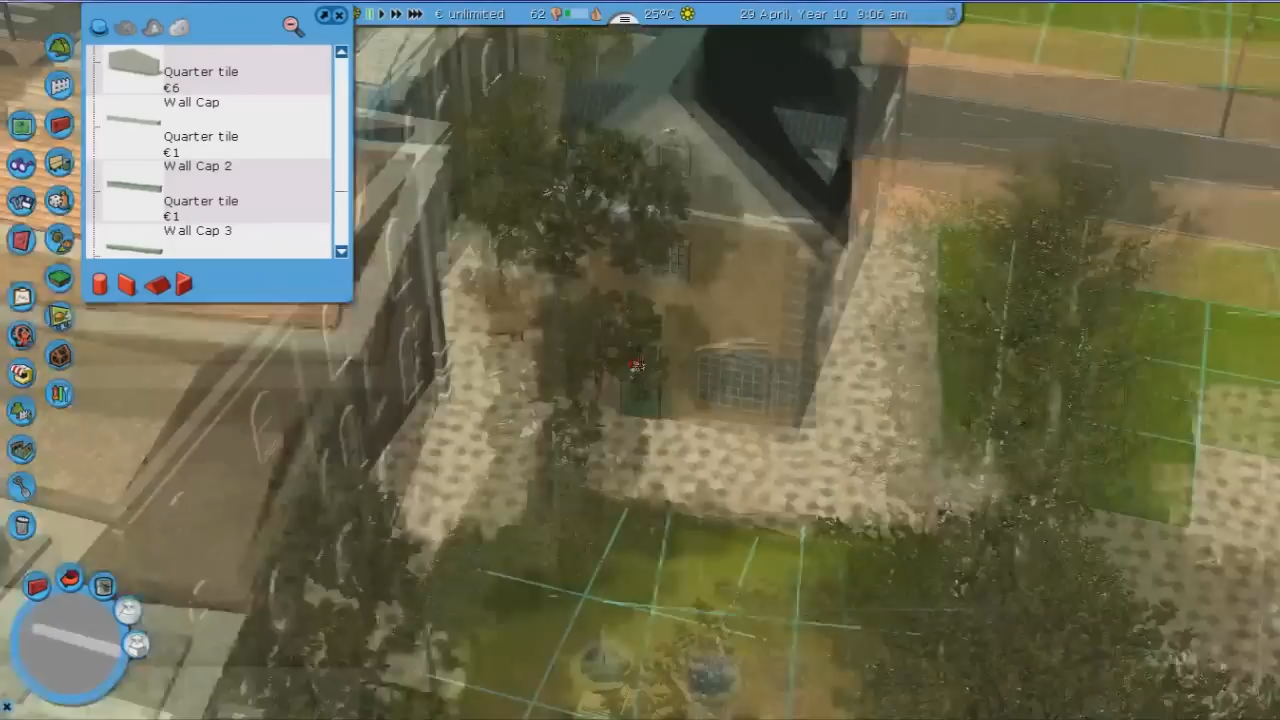 € unlimited 62 25ºC 29 April, Year 10 9:06 am
Quarter tile
€6
Wall Cap
Quarter tile
€1
Wall Cap 2
Quarter tile
€1
Wall Cap 3